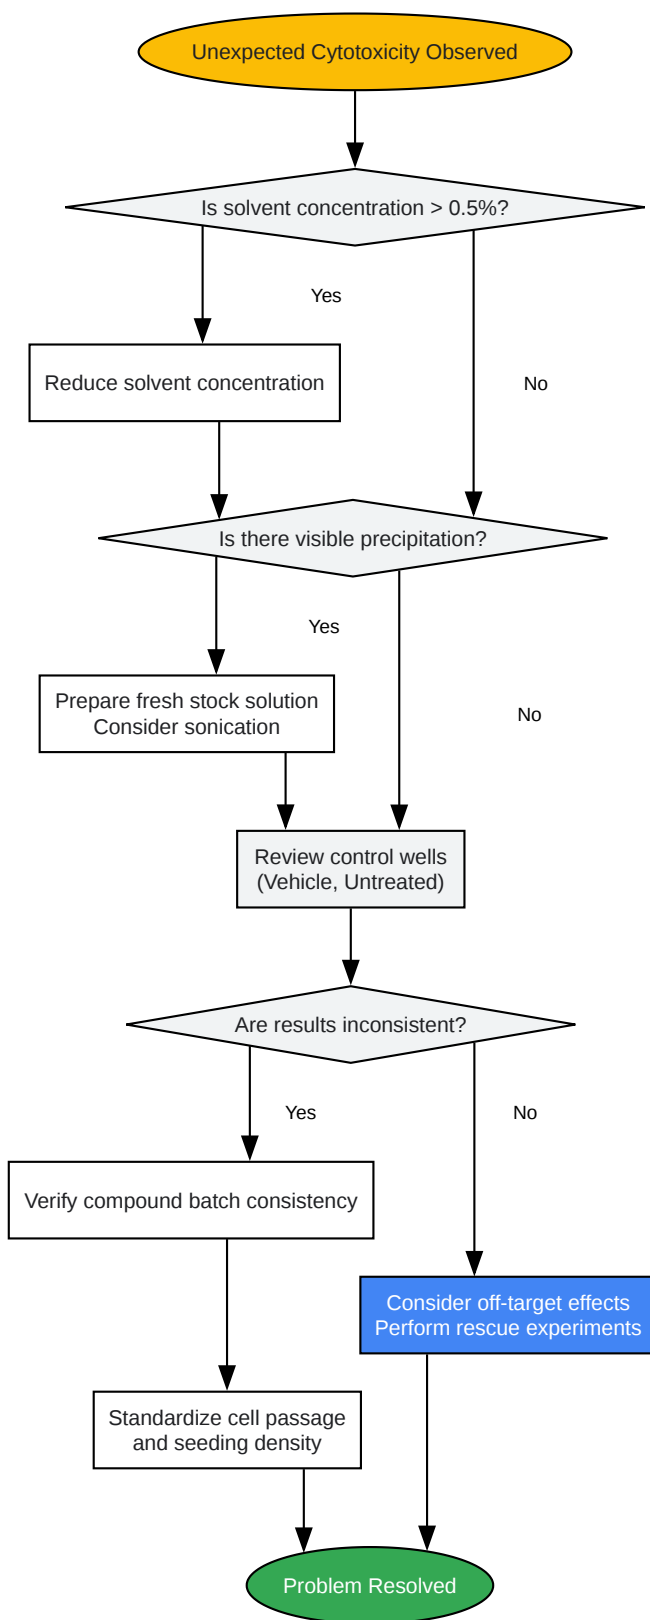 Unexpected Cytotoxicity Observed
Is solvent concentration > 0.5%?
Yes
Reduce solvent concentration
No
Is there visible precipitation?
Yes
Prepare fresh stock solution
Consider sonication
No
Review control wells
(Vehicle, Untreated)
Are results inconsistent?
Yes
No
Verify compound batch consistency
Consider off-target effects
Perform rescue experiments
Standardize cell passage
and seeding density
Problem Resolved